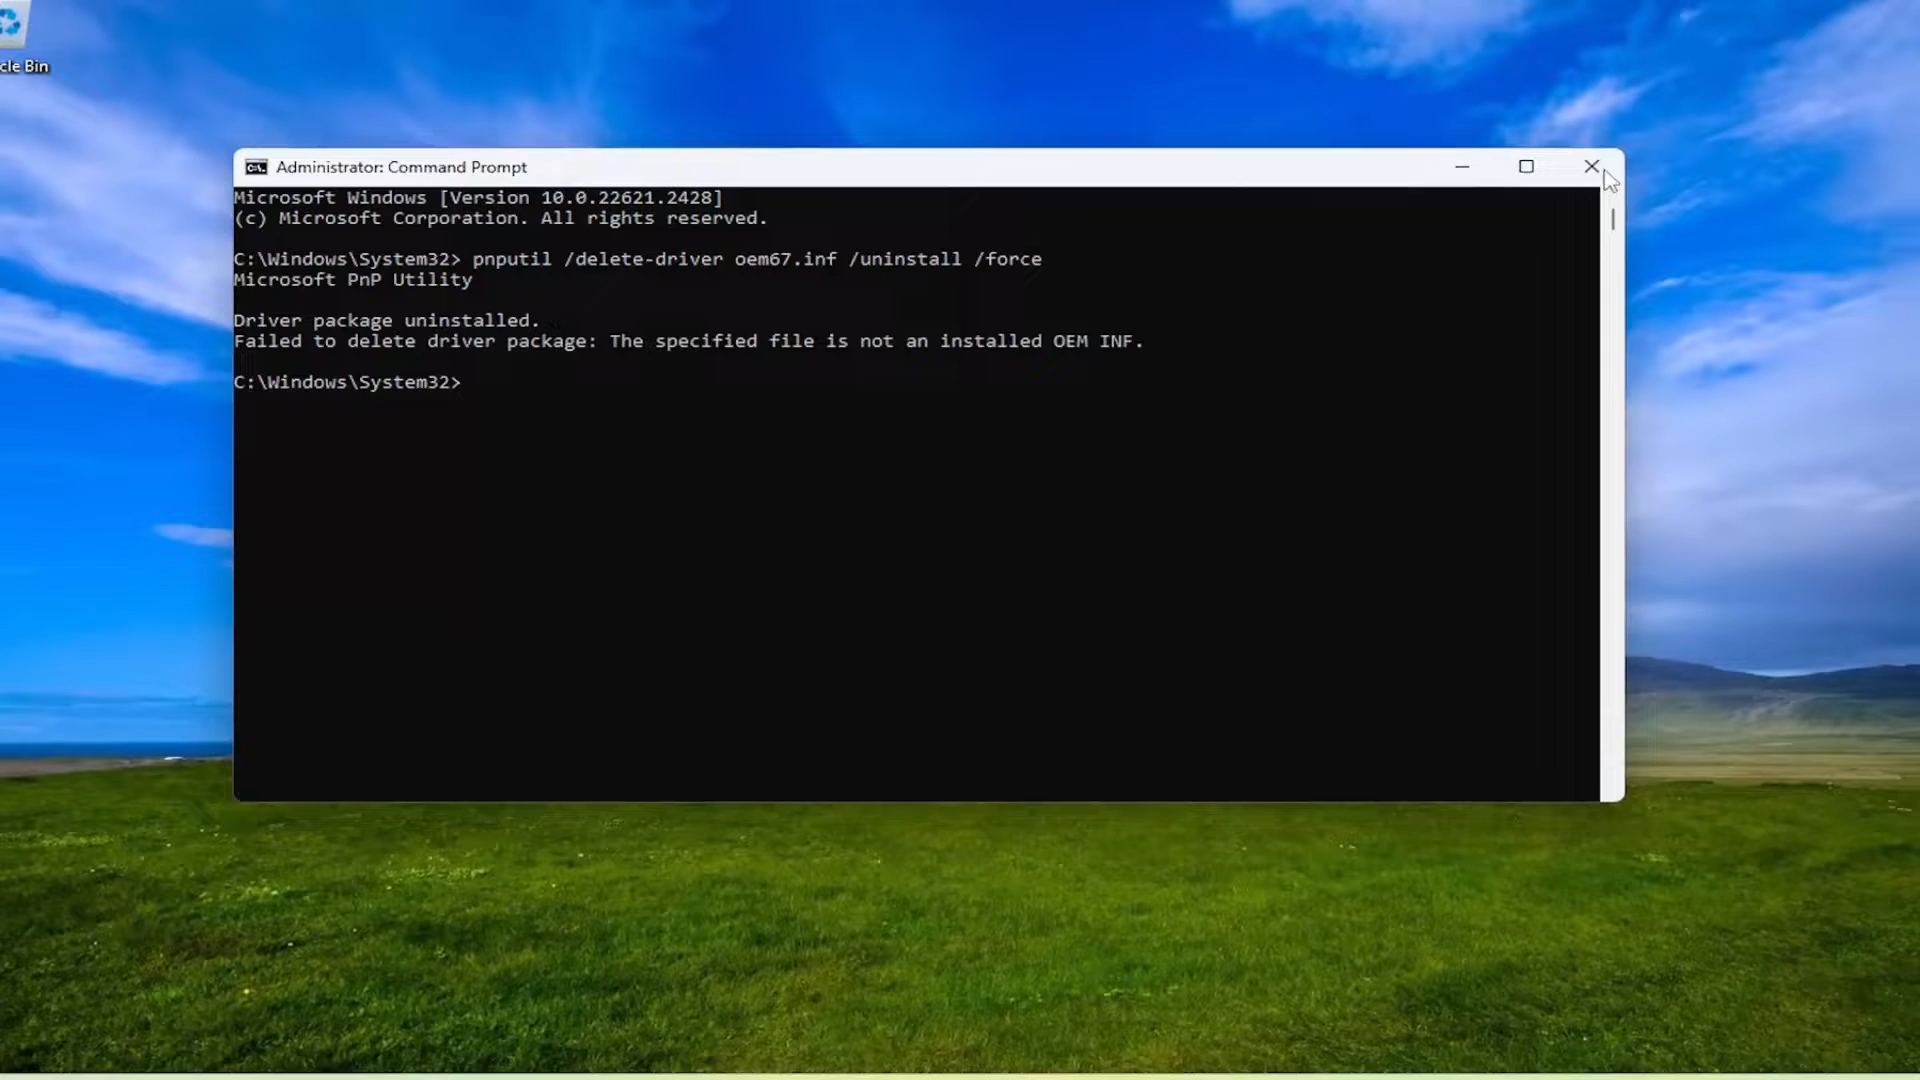 cle Bin
Administrator: Command Prompt
Microsoft Windows [Version 10.0.22621.2428]
(c) Microsoft Corporation. All rights reserved.
C:\Windows\System32> pnputil /delete-driver oem67.inf /uninstall /force
Microsoft PnP Utility
Driver package uninstalled.
Failed to delete driver package: The specified file is not an installed OEM INF.
C:\Windows\System32>